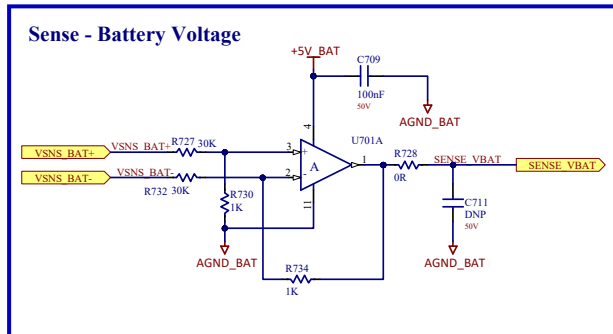 Sense - Battery Voltage
+5V_BAT
C709
100nF
50V
AGND_BAT
4
U701A
VSNS_BAT+ VSNS_BAT+ R727 30K 3 + 1 R728 SENSE_VBAT SENSE_VBAT
A
0R
VSNS_BAT- VSNS_BAT- 2 -
R732 30K
R730
1K
11
C711
DNP
50V
AGND_BAT
AGND_BAT
R734
1K